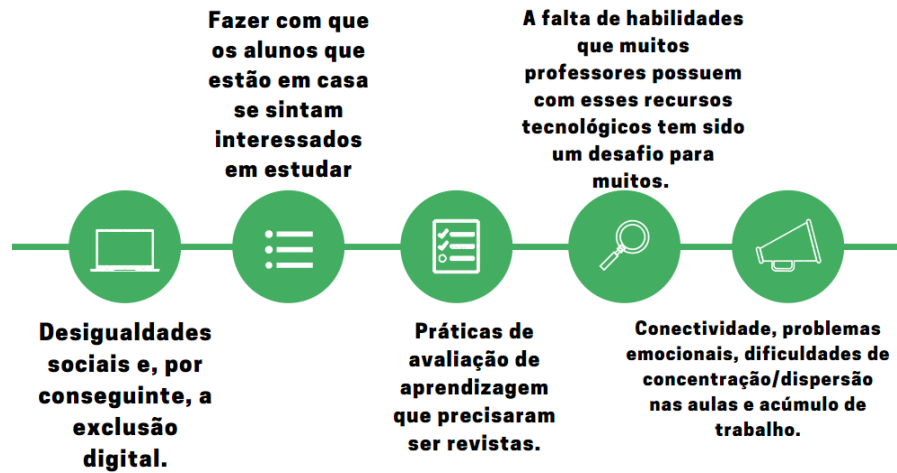 Fazer com que
os alunos que
estão em casa
se sintam
interessados
em estudar
A falta de habilidades
que muitos
professores possuem
com esses recursos
tecnológicos tem sido
um desafio para
muitos.
Desigualdades
sociais e, por
conseguinte, a
exclusão
digital.
Práticas de
avaliação de
aprendizagem
que precisaram
ser revistas.
Conectividade, problemas
emocionais, dificuldades de
concentração/dispersão
nas aulas e acúmulo de
trabalho.